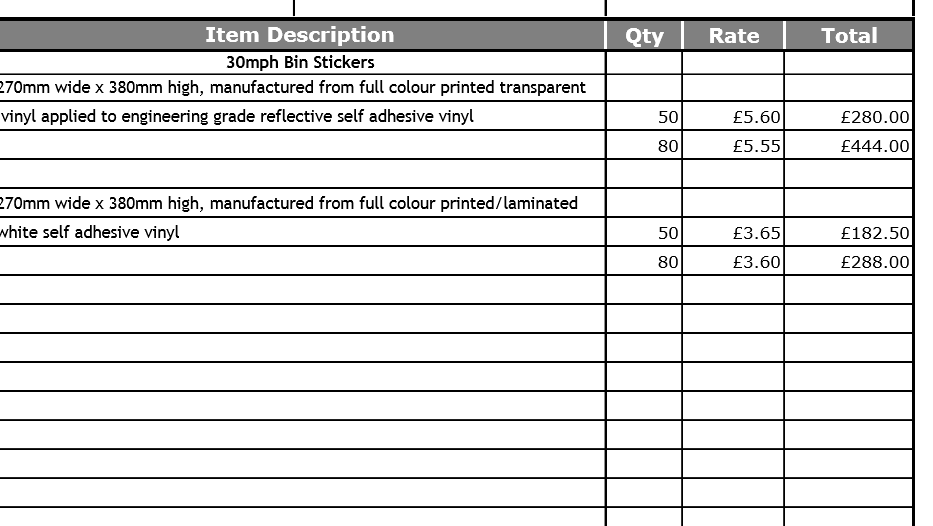 Item Description Qty Rate Total
30mph Bin Stickers
270mm wide x 380mm high, manufactured from full colour printed transparent
vinyl applied to engineering grade reflective self adhesive vinyl 50 £5.60 £280.00
80 £5.55 £444.00
270mm wide x 380mm high, manufactured from full colour printed/laminated
white self adhesive vinyl 50 £3.65 £182.50
80 £3.60 £288.00